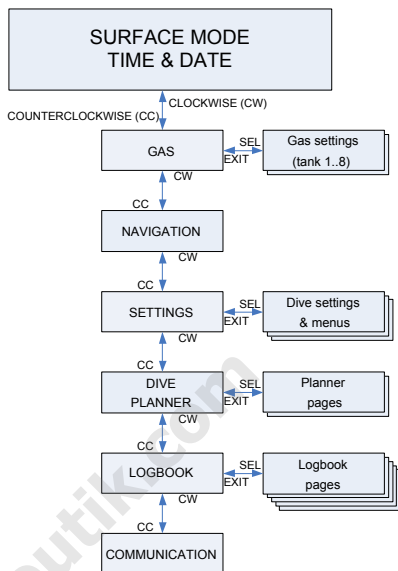 SURFACE MODE
TIME & DATE
CLOCKWISE (CW)
COUNTERCLOCKWISE (CC)
GAS
SEL
EXIT
Gas settings
(tank 1..8)
CW
CC
NAVIGATION
CW
CC
SETTINGS
SEL
EXIT
Dive settings
& menus
CW
CC
DIVE
PLANNER
SEL
EXIT
Planner
pages
CW
CC
LOGBOOK
SEL
EXIT
Logbook
pages
CW
CC
COMMUNICATION
utik.com